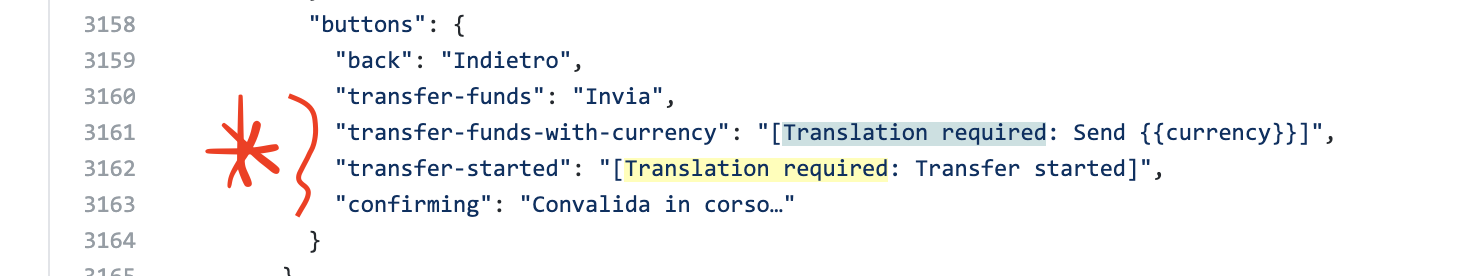 3158 "buttons": {
3159 "back": "Indietro",
3160 "transfer-funds": "Invia",
3161 "transfer-funds-with-currency": "[Translation required: Send {{currency}}]",
3162 "transfer-started": "[Translation required: Transfer started]",
3163 "confirming": "Convalida in corso…"
3164 }
3165 }